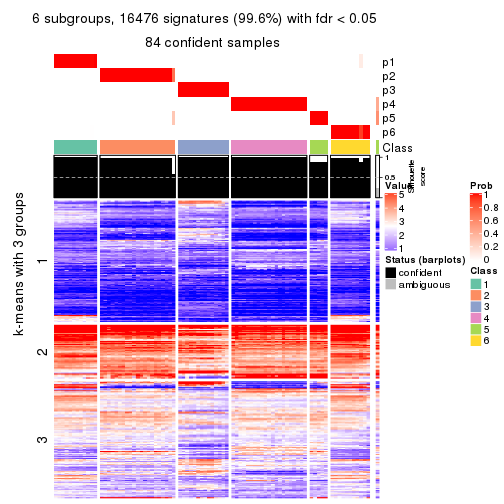 6 subgroups, 16476 signatures (99.6%) with fdr < 0.05
84 confident samples
p1
p2
p3
p4
p5
p6
Class
1
0.5
0
Silhouette
score
k-means with 3 groups
1
2
3
Value
5
4
3
2
1
Status (barplots)
confident
ambiguous
Prob
1
0.8
0.6
0.4
0.2
0
Class
1
2
3
4
5
6